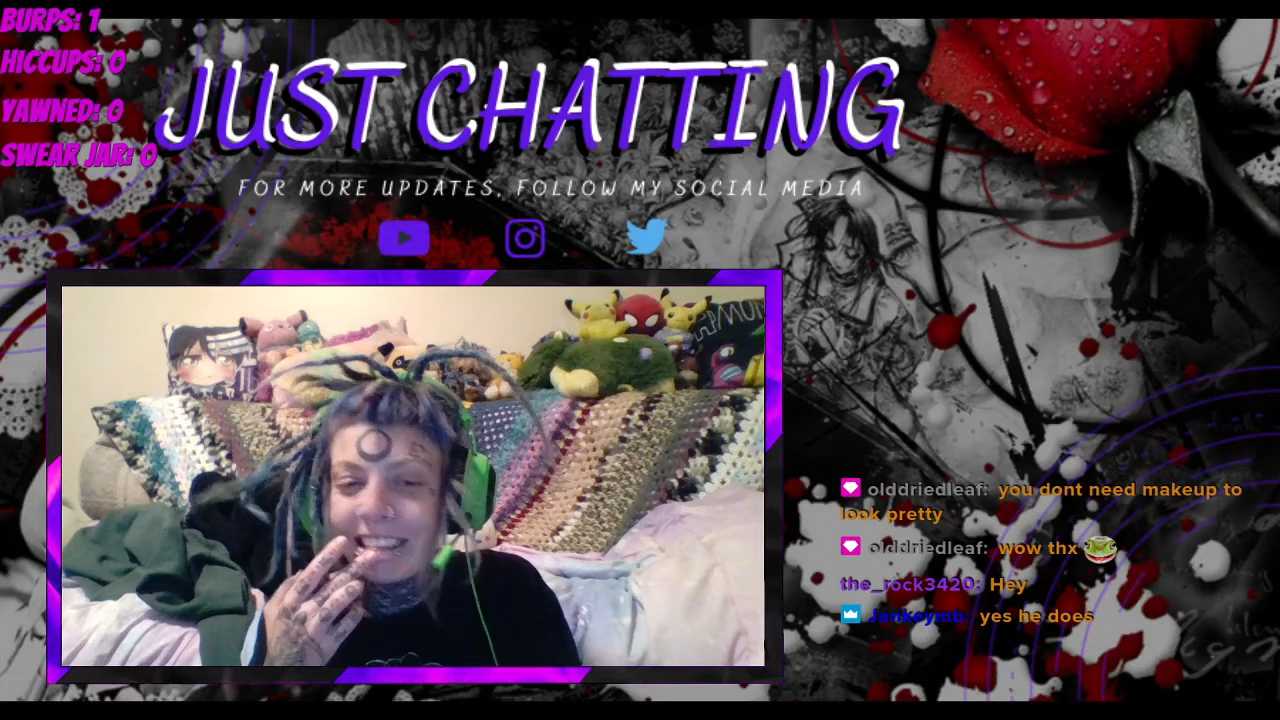 BURPS: 1
HICCUPS: 0
YAWNED: 0
SWEAR JAR: 0
JUST CHATTING
FOR MORE UPDATES, FOLLOW MY SOCIAL MEDIA
olddriedleaf: you dont need makeup to
look pretty
olddriedleaf: wow thx
the_rock3420: Hey
Jankeymb: yes he does